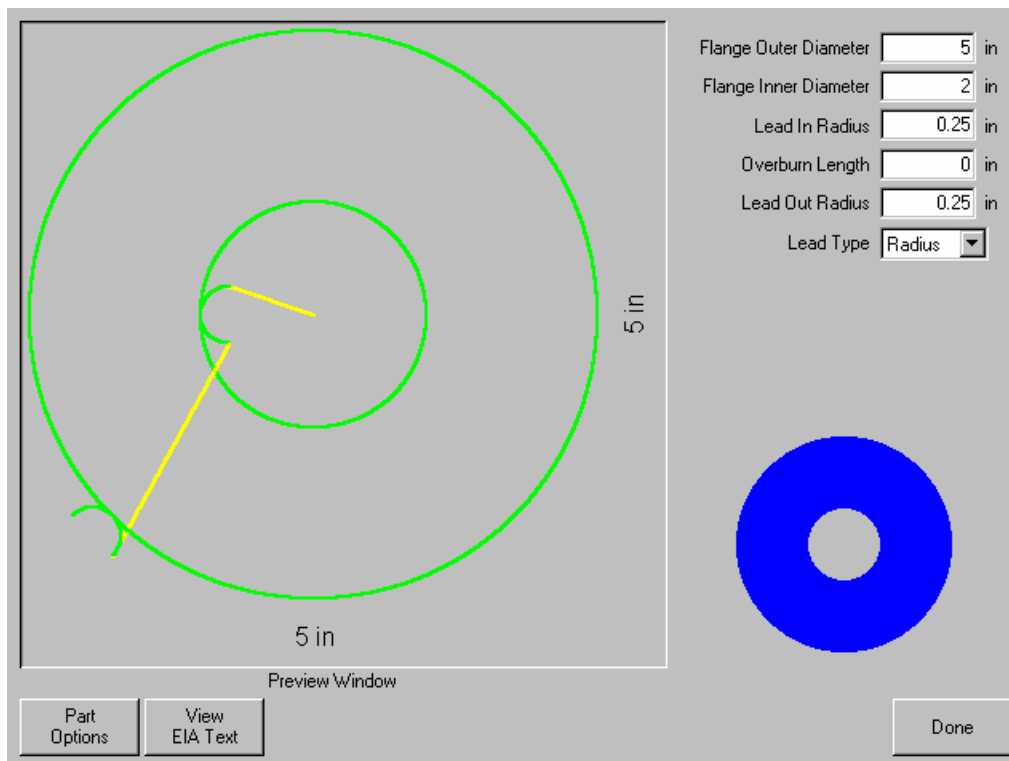 Flange Outer Diameter 5 in
Flange Inner Diameter 2 in
Lead In Radius 0.25 in
Overburn Length 0 in
Lead Out Radius 0.25 in
Lead Type Radius
5 in
5 in
Preview Window
Part
Options
View
EIA Text
Done